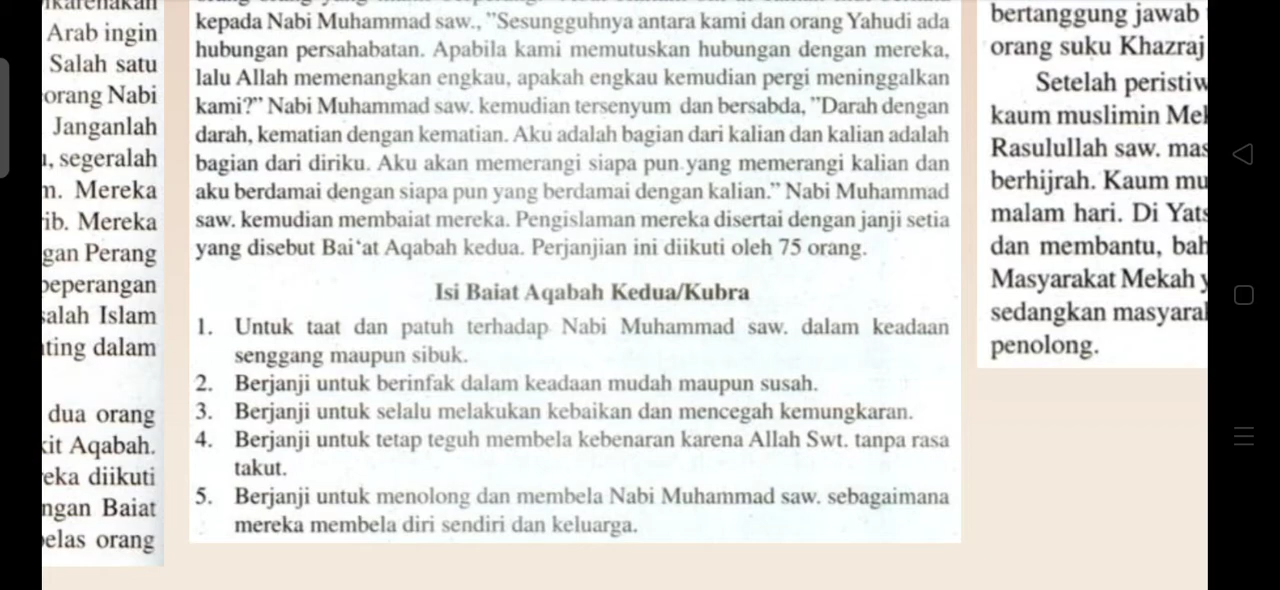 Arab ingin
Salah satu
orang Nabi
Janganlah
segeralah
Mereka
Mereka
gan Perang
peperangan
salah Islam
ting dalam
dua orang
kit Aqabah.
eka diikuti
ngan Baiat
elas orang
kepada Nabi Muhammad saw., "Sesungguhnya antara kami dan orang Yahudi ada
hubungan persahabatan. Apabila kami memutuskan hubungan dengan mereka,
lalu Allah memenangkan engkau, apakah engkau kemudian pergi meninggalkan
kami?" Nabi Muhammad saw. kemudian tersenyum dan bersabda, "Darah dengan
darah, kematian dengan kematian. Aku adalah bagian dari kalian dan kalian adalah
bagian dari diriku. Aku akan memerangi siapa pun yang memerangi kalian dan
aku berdamai dengan siapa pun yang berdamai dengan kalian." Nabi Muhammad
saw. kemudian membaiat mereka. Pengislaman mereka disertai dengan janji setia
yang disebut Bai‘at Aqabah kedua. Perjanjian ini diikuti oleh 75 orang.
Isi Baiat Aqabah Kedua/Kubra
1. Untuk taat dan patuh terhadap Nabi Muhammad saw. dalam keadaan
senggang maupun sibuk.
2. Berjanji untuk berinfak dalam keadaan mudah maupun susah.
3. Berjanji untuk selalu melakukan kebaikan dan mencegah kemungkaran.
4. Berjanji untuk tetap teguh membela kebenaran karena Allah Swt. tanpa rasa
takut.
5. Berjanji untuk menolong dan membela Nabi Muhammad saw. sebagaimana
mereka membela diri sendiri dan keluarga.
bertanggung jawab
orang suku Khazraj
Setelah peristiw
kaum muslimin Mek
Rasulullah saw. mas
berhijrah. Kaum mu
malam hari. Di Yats
dan membantu, bah
Masyarakat Mekah y
sedangkan masyaral
penolong.